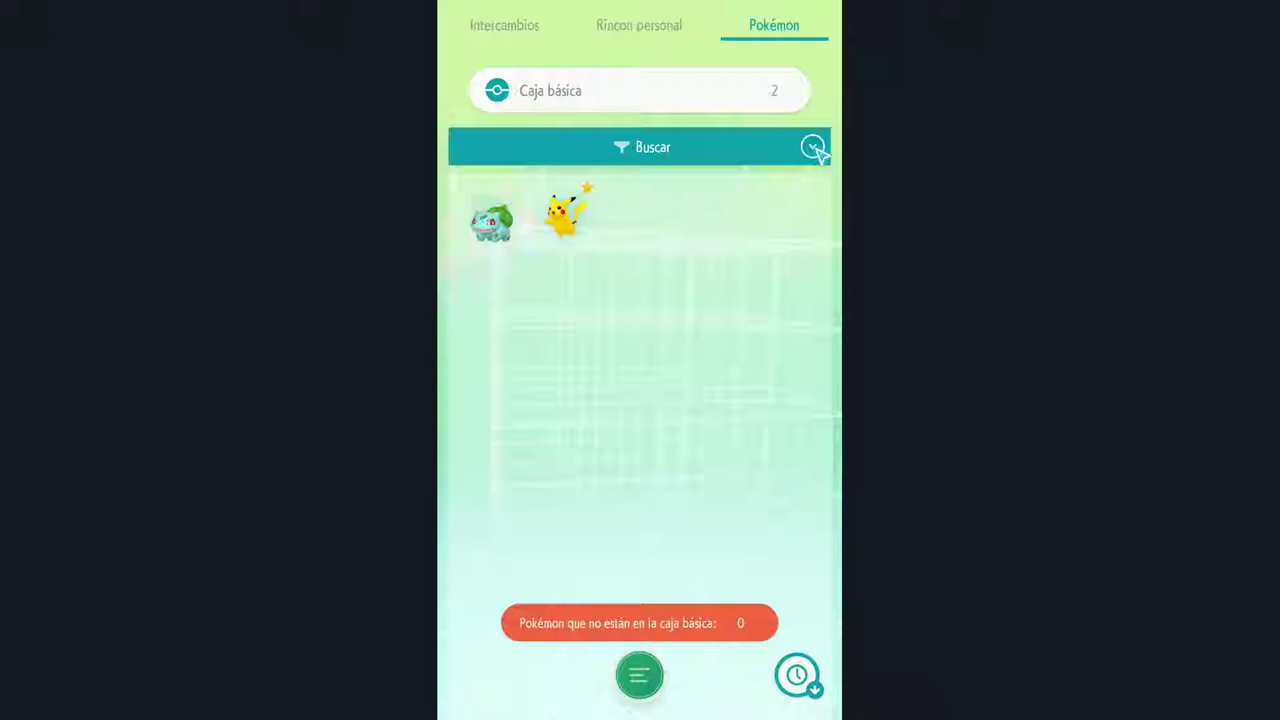 Intercambios
Rincon personal
Pokémon
Caja básica 2
Buscar
Pokémon que no están en la caja básica: 0